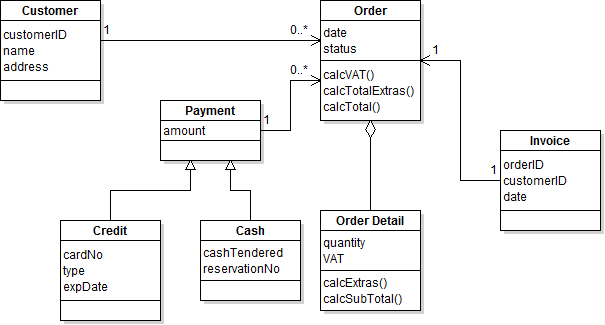 Customer
customerID
name
address
1
0..*
Order
date
status
calcVAT()
calcTotalExtras()
calcTotal()
1
0..*
Payment
amount
1
Invoice
orderID
customerID
date
1
Credit
cardNo
type
expDate
Cash
cashTendered
reservationNo
Order Detail
quantity
VAT
calcExtras()
calcSubTotal()